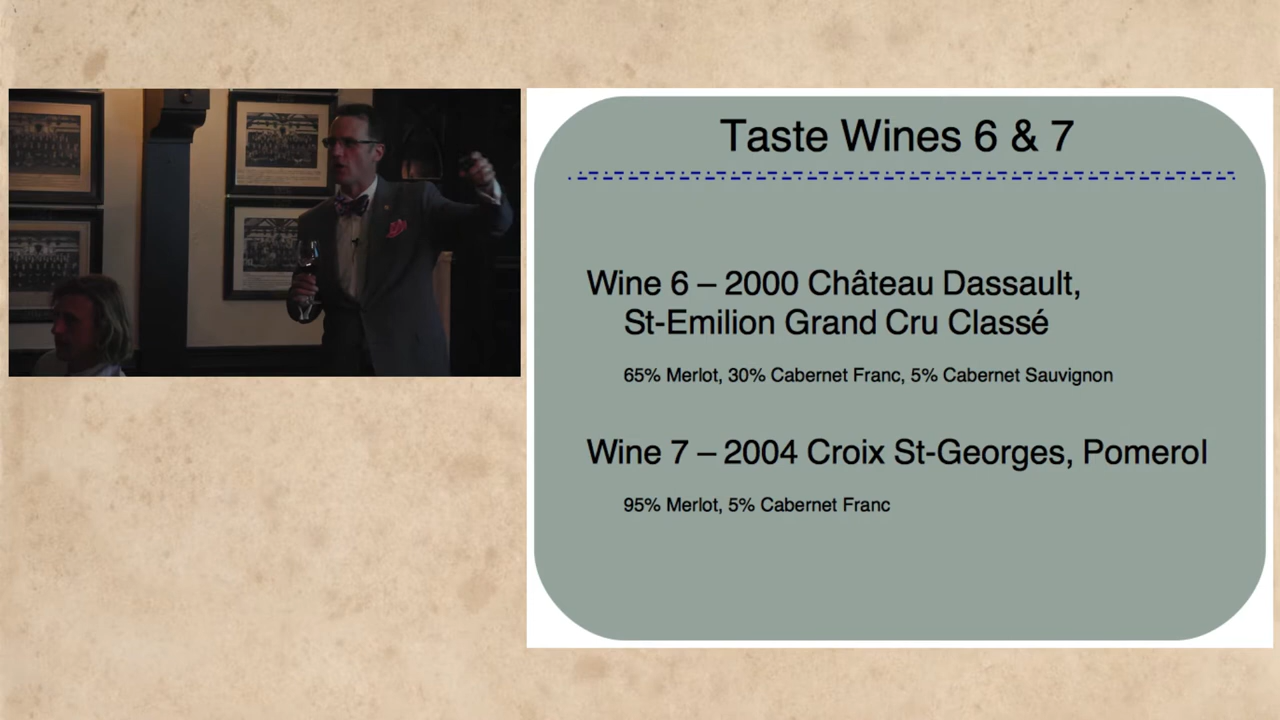 Taste Wines 6 & 7
Wine 6 – 2000 Château Dassault,
St-Emilion Grand Cru Classé
65% Merlot, 30% Cabernet Franc, 5% Cabernet Sauvignon
Wine 7 – 2004 Croix St-Georges, Pomerol
95% Merlot, 5% Cabernet Franc